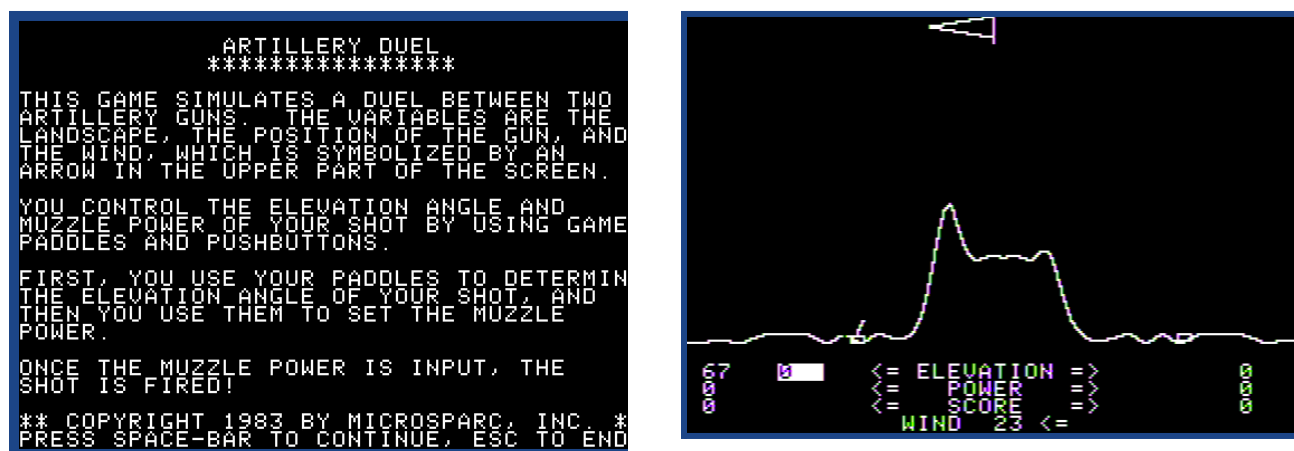 ARTILLERY DUEL
****************
THIS GAME SIMULATES A DUEL BETWEEN TWO
ARTILLERY GUNS. THE VARIABLES ARE THE
LANDSCAPE, THE POSITION OF THE GUN, AND
THE WIND, WHICH IS SYMBOLIZED BY AN
ARROW IN THE UPPER PART OF THE SCREEN.
YOU CONTROL THE ELEVATION ANGLE AND
MUZZLE POWER OF YOUR SHOT BY USING GAME
PADDLES AND PUSHBUTTONS.
FIRST, YOU USE YOUR PADDLES TO DETERMIN
THE ELEVATION ANGLE OF YOUR SHOT, AND
THEN YOU USE THEM TO SET THE MUZZLE
POWER.
ONCE THE MUZZLE POWER IS INPUT, THE
SHOT IS FIRED!
** COPYRIGHT 1983 BY MICROSPARC, INC. *
PRESS SPACE-BAR TO CONTINUE, ESC TO END
67 0 <= ELEVATION => 0
0 <= POWER => 0
0 <= SCORE => 0
WIND 23 <=